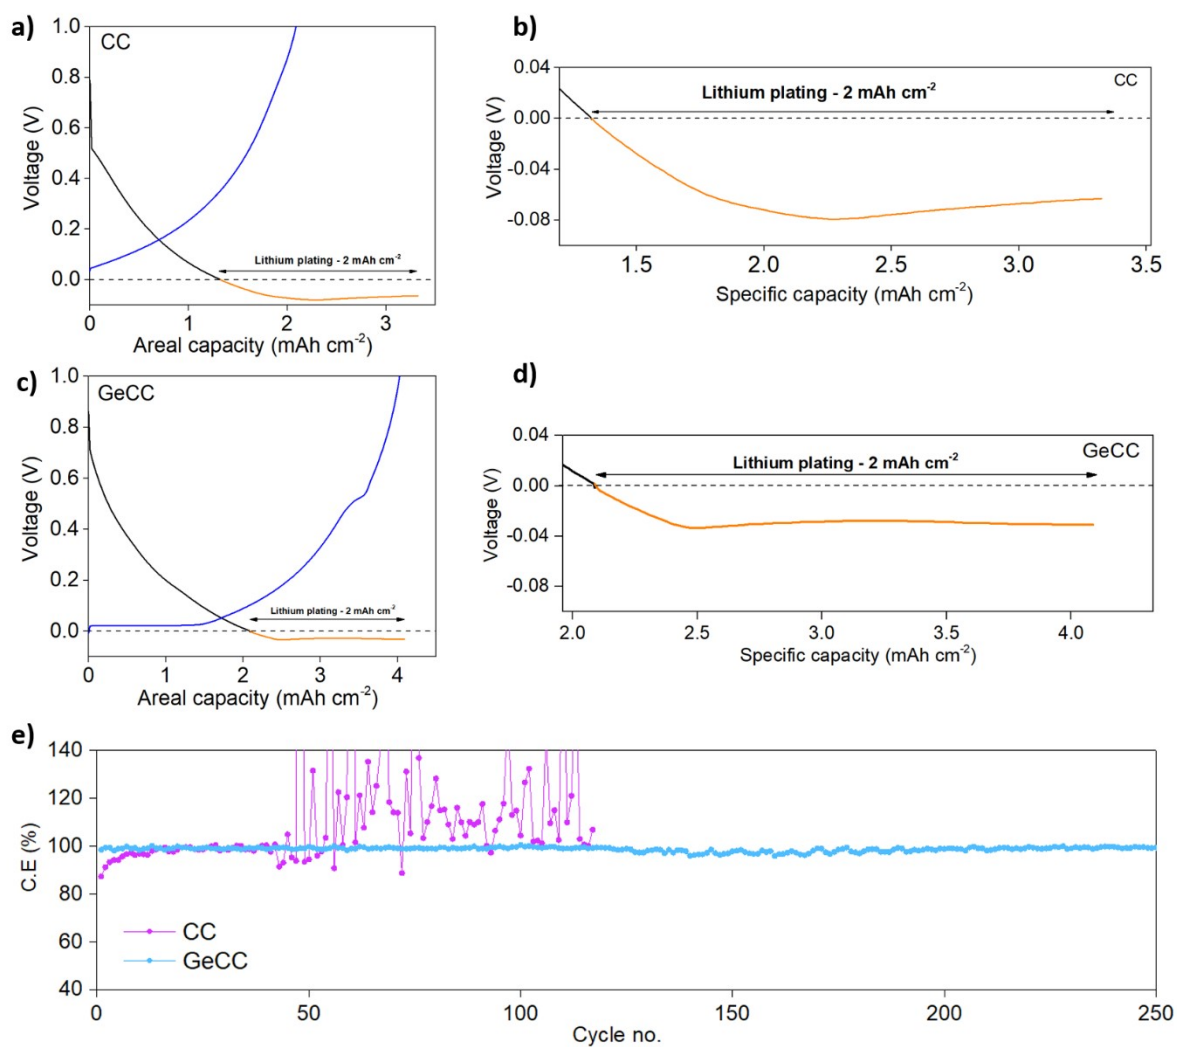 a)
CC
1.0
0.8
0.6
0.4
0.2
0.0
Voltage (V)
Lithium plating - 2 mAh cm-2
0 1 2 3
Areal capacity (mAh cm-2)
b)
CC
0.04
0.00
-0.04
-0.08
Voltage (V)
Lithium plating - 2 mAh cm-2
1.5 2.0 2.5 3.0 3.5
Specific capacity (mAh cm-2)
c)
GeCC
1.0
0.8
0.6
0.4
0.2
0.0
Voltage (V)
Lithium plating - 2 mAh cm-2
0 1 2 3 4
Areal capacity (mAh cm-2)
d)
GeCC
0.04
0.00
-0.04
-0.08
Voltage (V)
Lithium plating - 2 mAh cm-2
2.0 2.5 3.0 3.5 4.0
Specific capacity (mAh cm-2)
e)
140
120
100
80
60
40
C.E (%)
CC
GeCC
0 50 100 150 200 250
Cycle no.